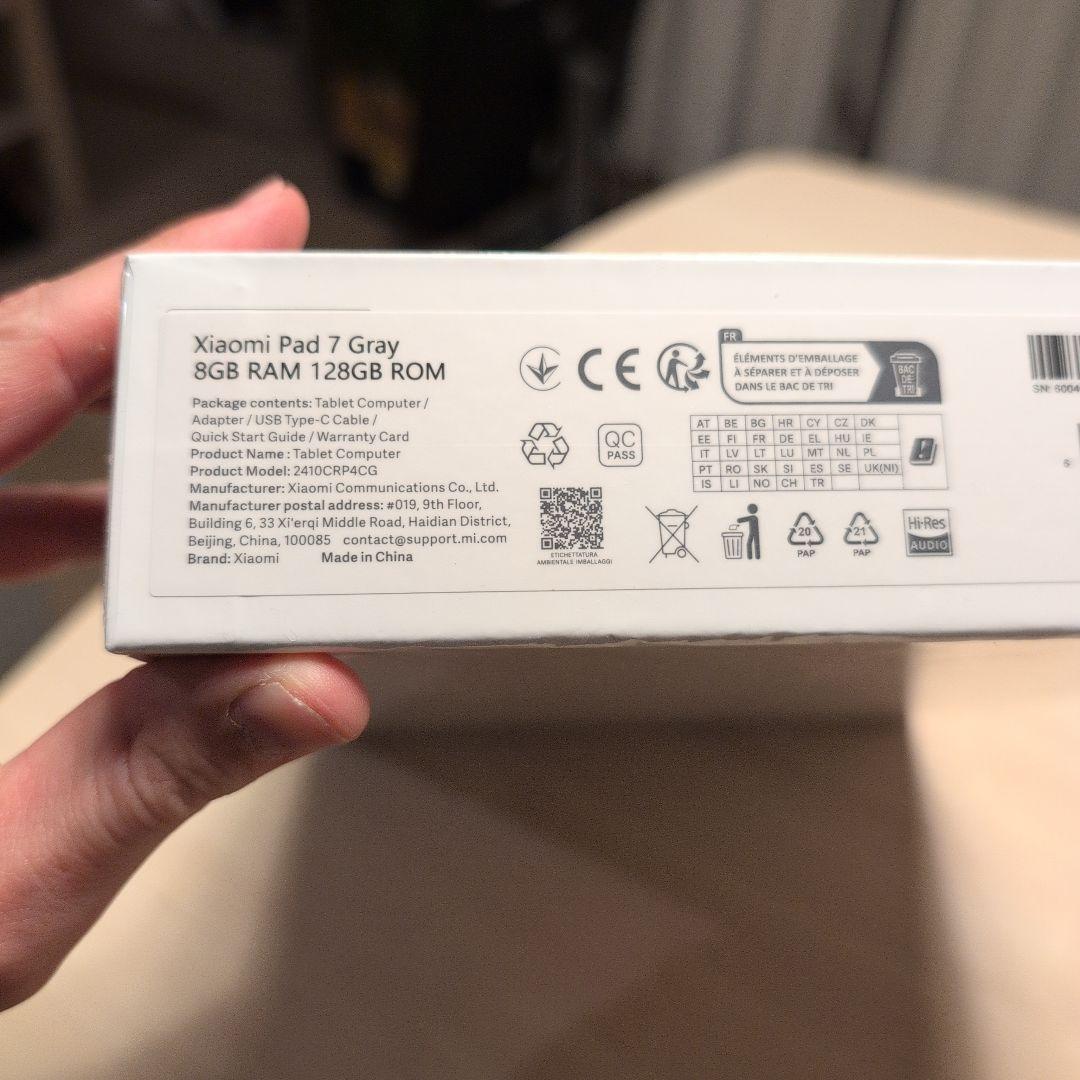 Xiaomi Pad 7 Gray
8GB RAM 128GB ROM
Package contents: Tablet Computer /
Adapter / USB Type-C Cable /
Quick Start Guide / Warranty Card
Product Name : Tablet Computer
Product Model: 2410CRP4CG
Manufacturer: Xiaomi Communications Co., Ltd.
Manufacturer postal address: #019, 9th Floor,
Building 6, 33 Xi'erqi Middle Road, Haidian District,
Beijing, China, 100085 contact@support.mi.com
Brand: Xiaomi Made in China
CE
FR
ÉLÉMENTS D'EMBALLAGE
À SÉPARER ET À DÉPOSER
DANS LE BAC DE TRI
BAC
DE
TRI
QC
PASS
AT BE BG HR CY CZ DK
EE FI FR DE EL HU IE
IT LV LT LU MT NL PL
PT RO SK SI ES SE UK(NI)
IS LI NO CH TR
ETICHETTATURA
AMBIENTALE IMBALLAGGI
20
PAP
21
PAP
Hi-Res
AUDIO
SN: 6004
S